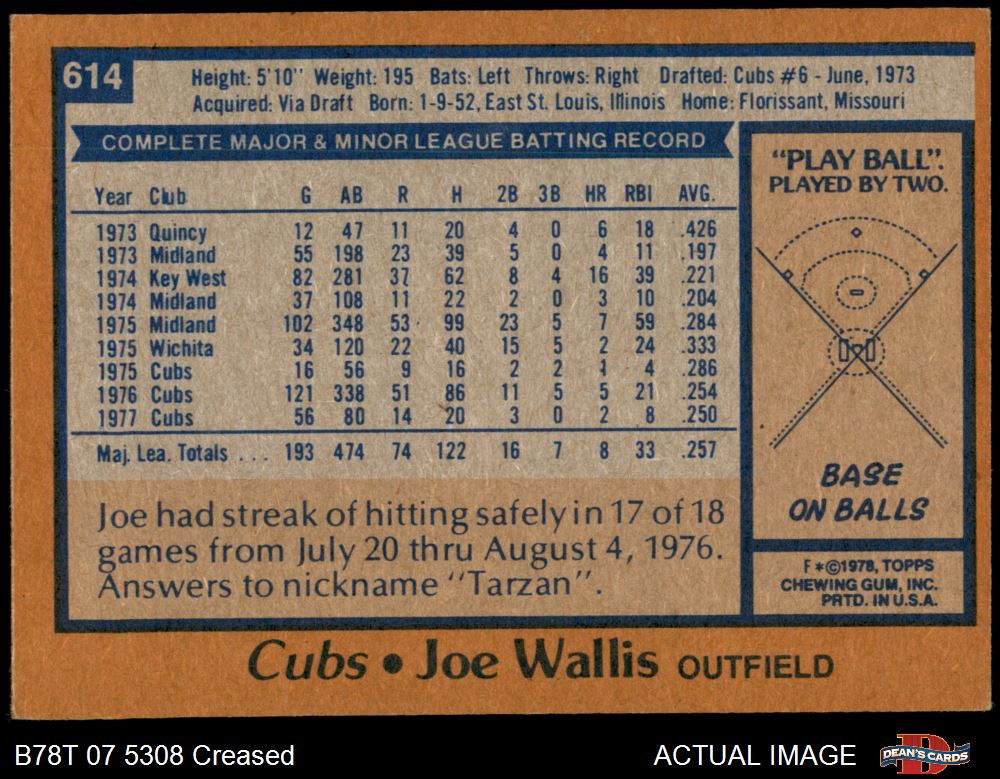 614
Height: 5'10" Weight: 195 Bats: Left Throws: Right Drafted: Cubs #6 - June, 1973
Acquired: Via Draft Born: 1-9-52, East St. Louis, Illinois Home: Florissant, Missouri
COMPLETE MAJOR & MINOR LEAGUE BATTING RECORD
Year Club G AB R H 2B 3B HR RBI AVG.
1973 Quincy 12 47 11 20 4 0 6 18 .426
1973 Midland 55 198 23 39 5 0 4 11 .197
1974 Key West 82 281 37 62 8 4 16 39 .221
1974 Midland 37 108 11 22 2 0 3 10 .204
1975 Midland 102 348 53 99 23 5 7 59 .284
1975 Wichita 34 120 22 40 15 5 2 24 .333
1975 Cubs 16 56 9 16 2 2 1 4 .286
1976 Cubs 121 338 51 86 11 5 5 21 .254
1977 Cubs 56 80 14 20 3 0 2 8 .250
Maj. Lea. Totals . . . 193 474 74 122 16 7 8 33 .257
Joe had streak of hitting safely in 17 of 18
games from July 20 thru August 4, 1976.
Answers to nickname "Tarzan".
"PLAY BALL".
PLAYED BY TWO.
BASE
ON BALLS
F*©1978, TOPPS
CHEWING GUM, INC.
PRTD. IN U.S.A.
Cubs • Joe Wallis OUTFIELD
B78T 07 5308 Creased
ACTUAL IMAGE
DEAN'S CARDS